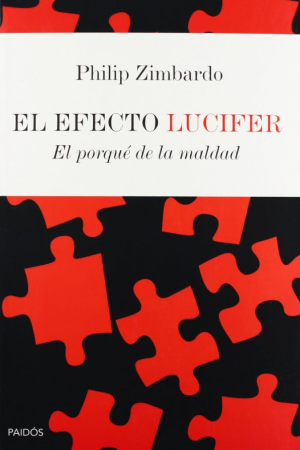 Philip Zimbardo
EL EFECTO LUCIFER
El porqué de la maldad
PAIDÓS